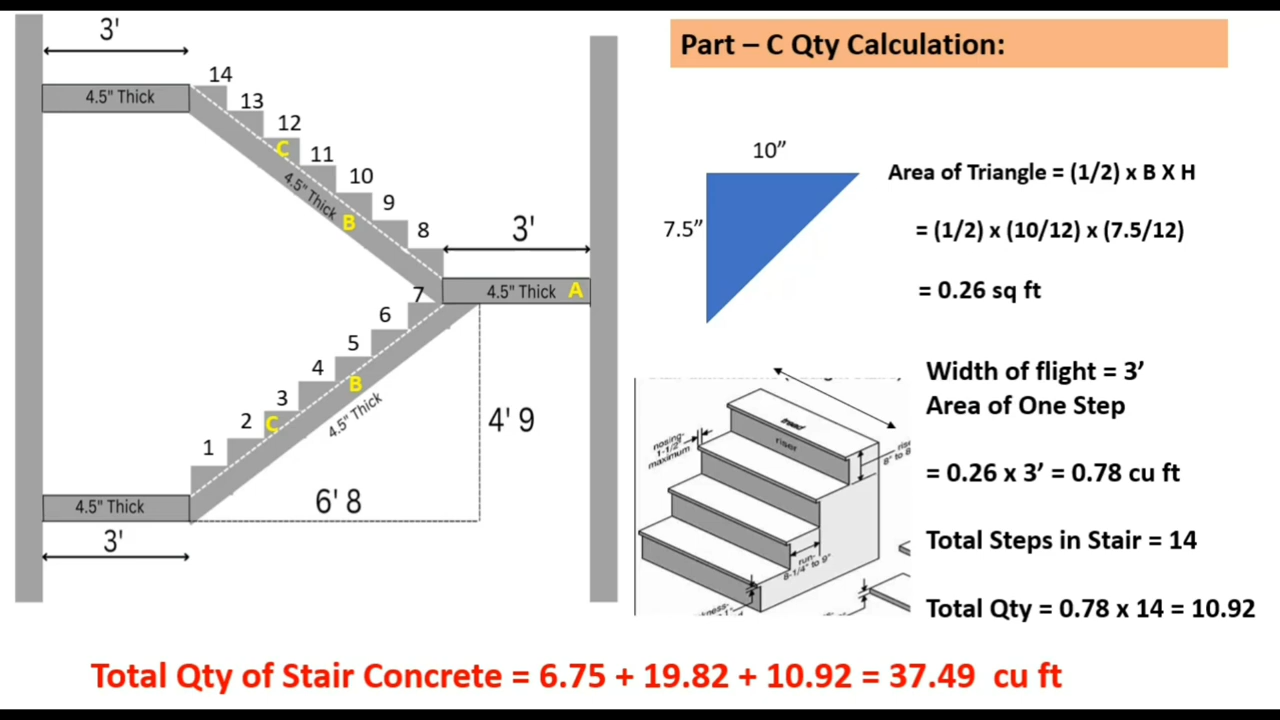 3'
Part – C Qty Calculation:
14
4.5" Thick
13
12
C
11
10
4.5" Thick
B
9
8
3'
4.5" Thick A
7
6
5
4
B
3
C
4.5" Thick
2
1
4' 9
4.5" Thick
6' 8
3'
10”
7.5”
Area of Triangle = (1/2) x B X H
= (1/2) x (10/12) x (7.5/12)
= 0.26 sq ft
Width of flight = 3’
Area of One Step
= 0.26 x 3’ = 0.78 cu ft
Total Steps in Stair = 14
Total Qty = 0.78 x 14 = 10.92
tread
riser
nosing-
1-1/2"
maximum
run-
8-1/4" to 9"
Total Qty of Stair Concrete = 6.75 + 19.82 + 10.92 = 37.49 cu ft